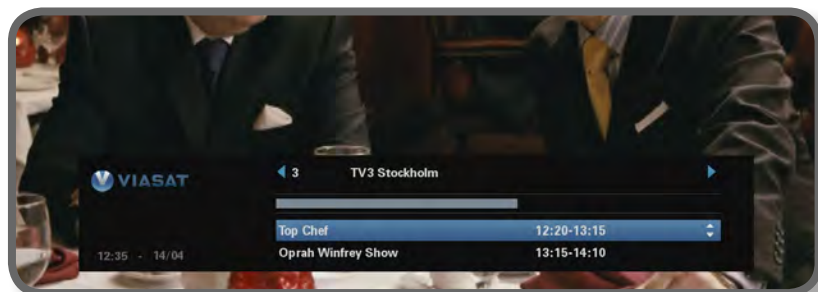 VIASAT
3 TV3 Stockholm
Top Chef 12:20-13:15
12:35 - 14/04 Oprah Winfrey Show 13:15-14:10